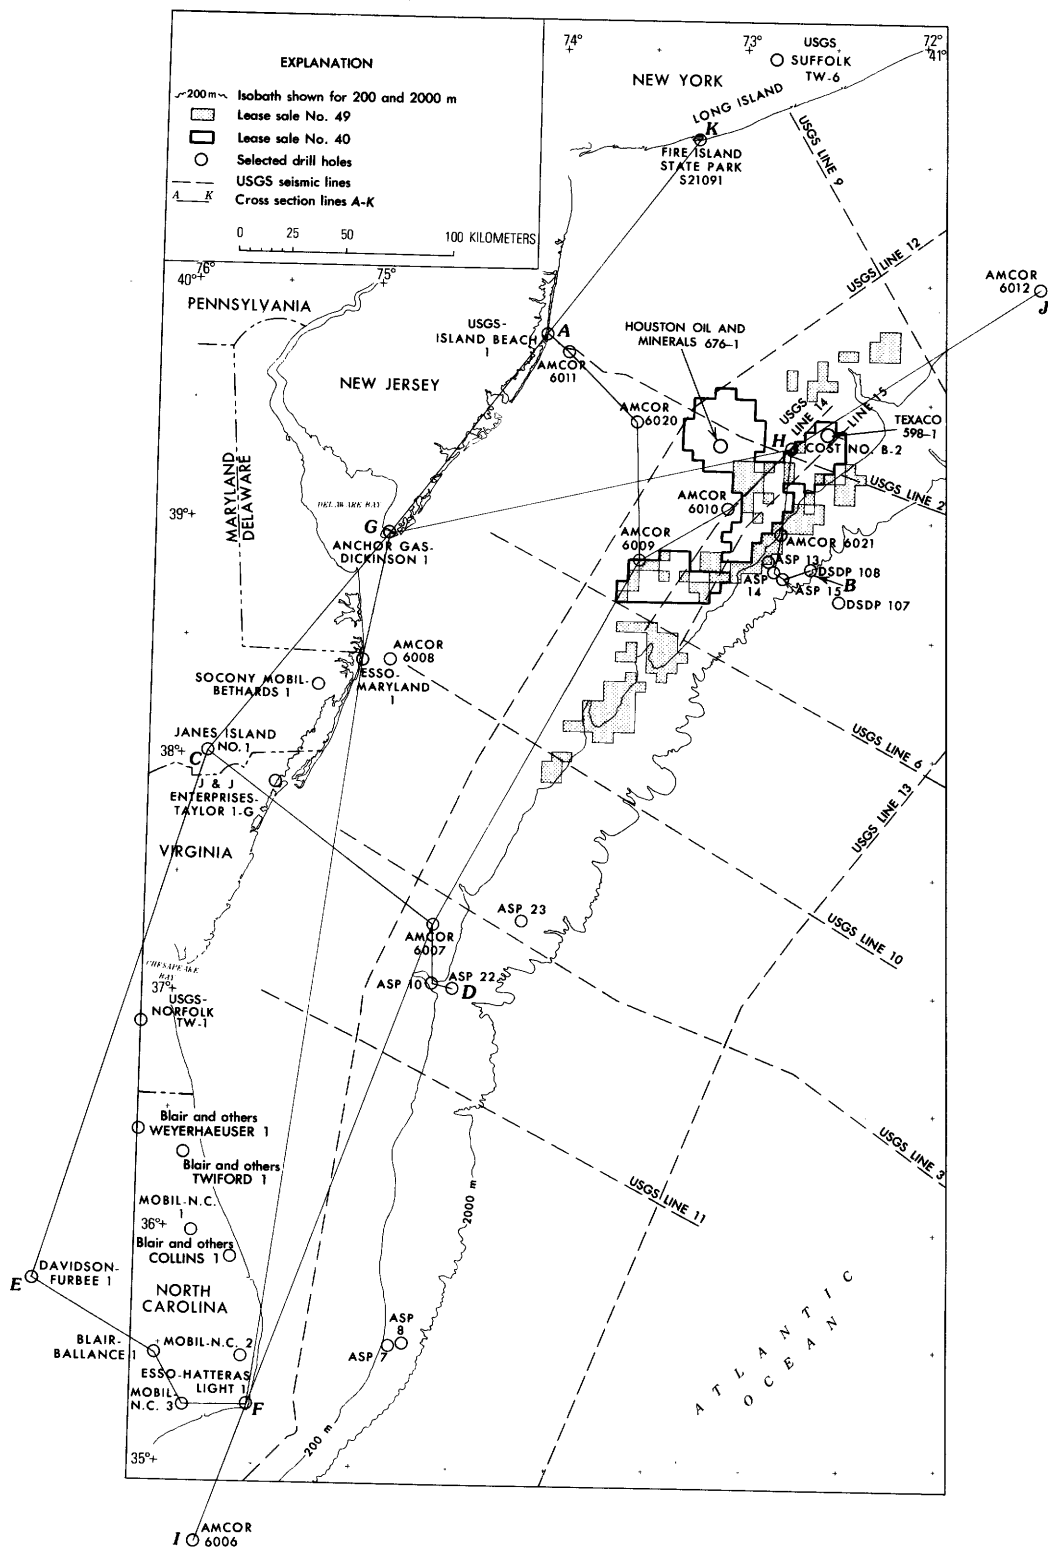 EXPLANATION
200 m Isobath shown for 200 and 2000 m
Lease sale No. 49
Lease sale No. 40
Selected drill holes
USGS seismic lines
A K Cross section lines A-K
0 25 50 100 KILOMETERS
74° 73° 72°
41°
USGS
SUFFOLK
TW-6
NEW YORK
LONG ISLAND
K
FIRE ISLAND
STATE PARK
S21091
USGS LINE 9
USGS LINE 12
AMCOR
6012
J
40° 76° 75°
PENNSYLVANIA
USGS-
ISLAND BEACH
1
A
AMCOR
6011
HOUSTON OIL AND
MINERALS 676-1
NEW JERSEY
AMCOR
6020
USGS
LINE 14
LINE 15
TEXACO
598-1
H
COST NO. B-2
USGS LINE 2
MARYLAND
DELAWARE
DELAWARE BAY
39°
G
ANCHOR GAS-
DICKINSON 1
AMCOR
6010
AMCOR
6009
AMCOR 6021
ASP 13
ASP
14
DSDP 108
ASP 15
B
DSDP 107
AMCOR
6008
ESSO-
MARYLAND
1
SOCONY MOBIL-
BETHARDS 1
JANES ISLAND
NO. 1
38°
C
J & J
ENTERPRISES-
TAYLOR 1-G
USGS LINE 6
USGS LINE 13
VIRGINIA
ASP 23
AMCOR
6007
USGS LINE 10
CHESAPEAKE
BAY
37°
ASP 10
ASP 22
D
USGS-
NORFOLK
TW-1
Blair and others
WEYERHAEUSER 1
Blair and others
TWIFORD 1
USGS LINE 3
MOBIL-N.C.
1
36°
2000 m
USGS LINE 11
Blair and others
COLLINS 1
E
DAVIDSON-
FURBEE 1
NORTH
CAROLINA
ATLANTIC
OCEAN
ASP
8
ASP
7
BLAIR-
BALLANCE 1
MOBIL-N.C. 2
ESSO-HATTERAS
LIGHT 1
MOBIL-
N.C. 3
F
200 m
35°
I
AMCOR
6006